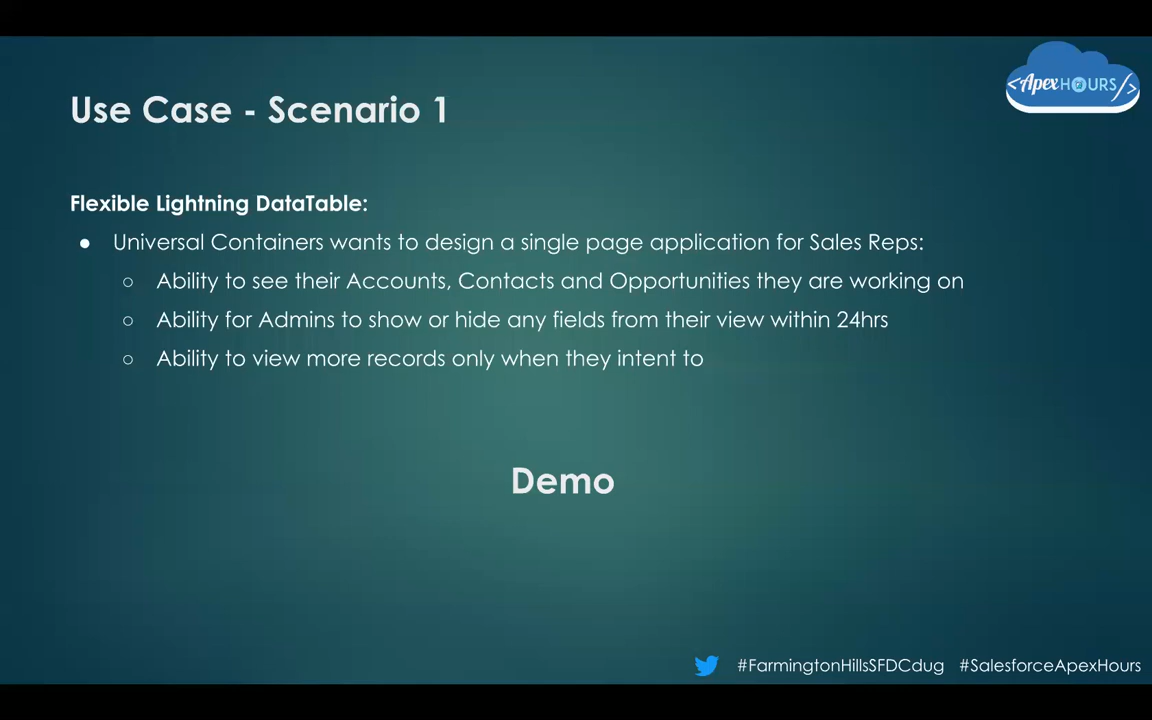 <ApexHOURS/>
Use Case - Scenario 1
Flexible Lightning DataTable:
● Universal Containers wants to design a single page application for Sales Reps:
○ Ability to see their Accounts, Contacts and Opportunities they are working on
○ Ability for Admins to show or hide any fields from their view within 24hrs
○ Ability to view more records only when they intent to
Demo
#FarmingtonHillsSFDCdug #SalesforceApexHours